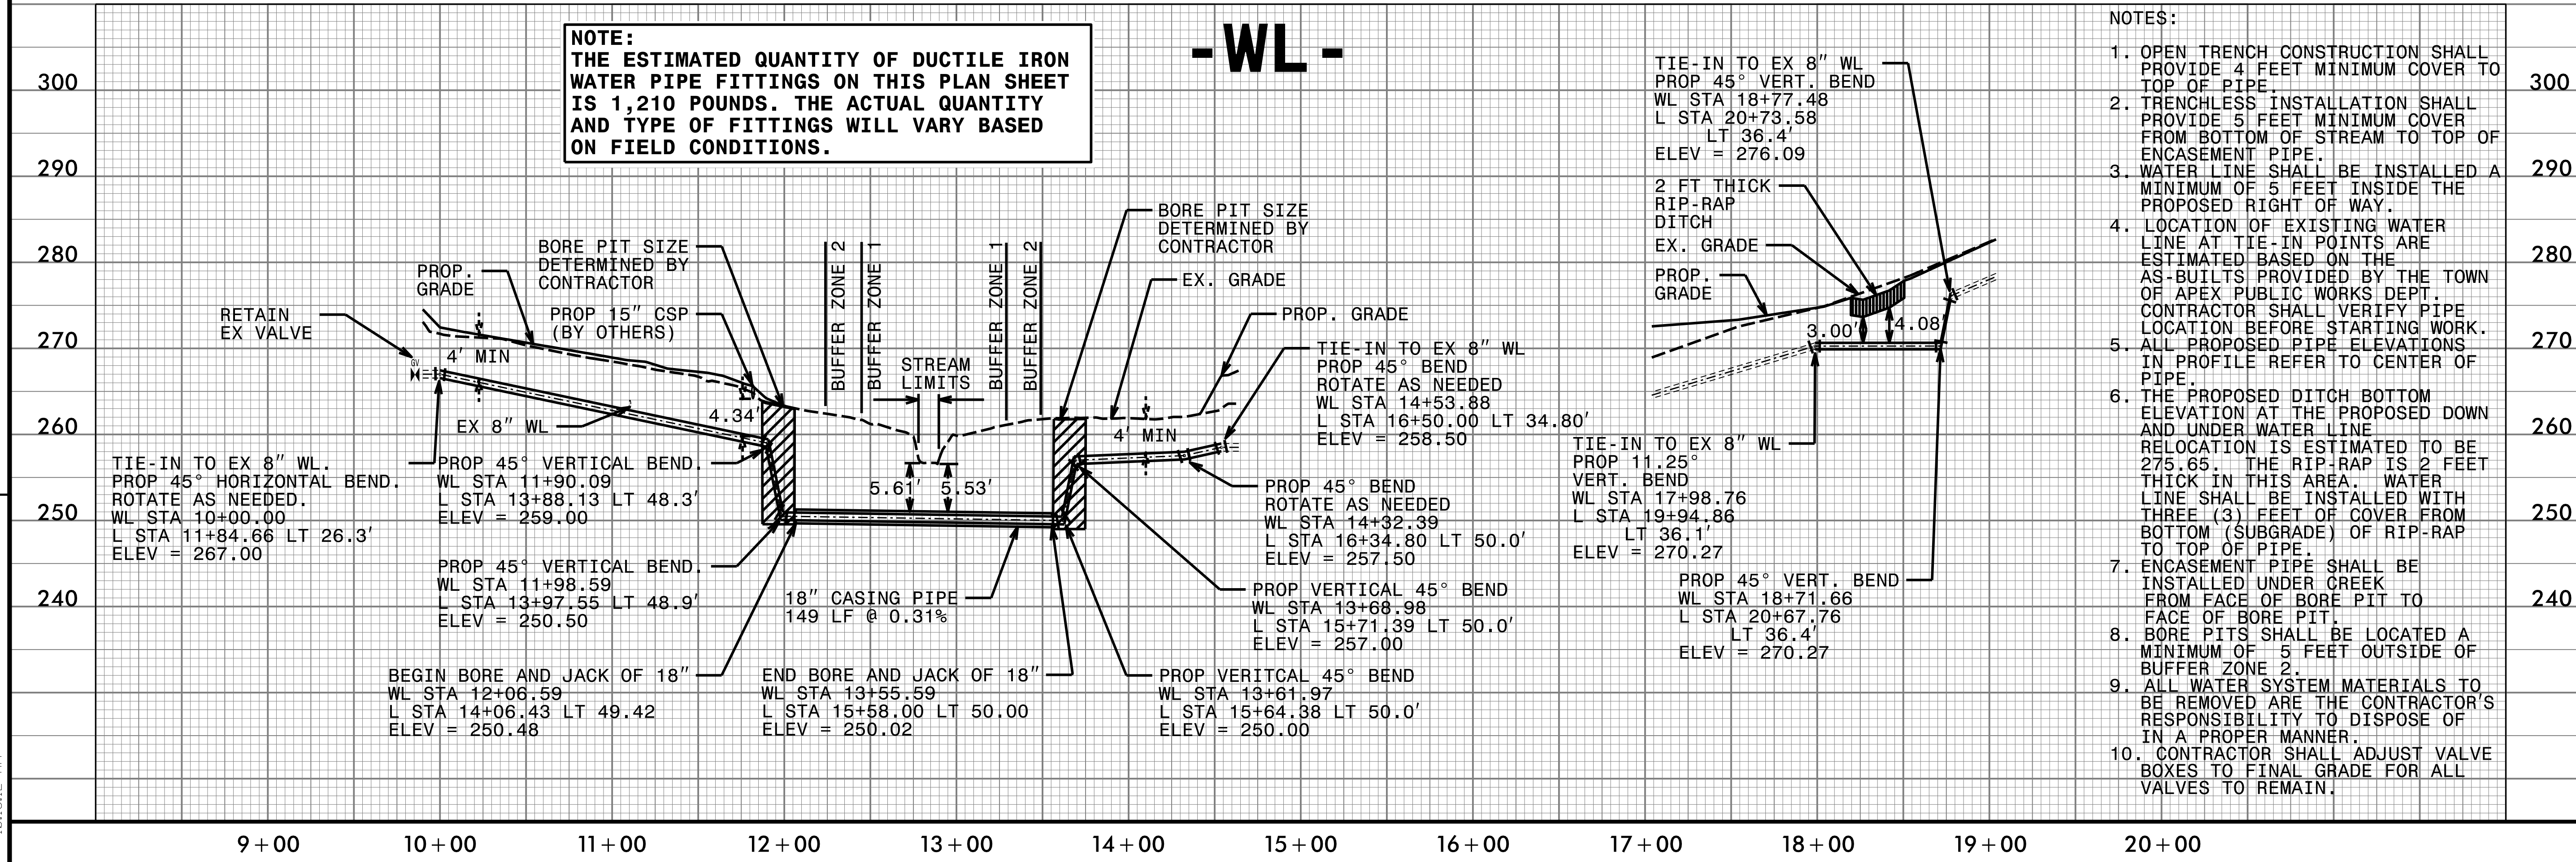 -WL-
NOTE:
THE ESTIMATED QUANTITY OF DUCTILE IRON
WATER PIPE FITTINGS ON THIS PLAN SHEET
IS 1,210 POUNDS. THE ACTUAL QUANTITY
AND TYPE OF FITTINGS WILL VARY BASED
ON FIELD CONDITIONS.
300
290
280
270
260
250
240
RETAIN
EX VALVE
GV
PROP.
GRADE
4' MIN
BORE PIT SIZE
DETERMINED BY
CONTRACTOR
PROP 15" CSP
(BY OTHERS)
4.34'
EX 8" WL
TIE-IN TO EX 8" WL.
PROP 45° HORIZONTAL BEND.
ROTATE AS NEEDED.
WL STA 10+00.00
L STA 11+84.66 LT 26.3'
ELEV = 267.00
PROP 45° VERTICAL BEND.
WL STA 11+90.09
L STA 13+88.13 LT 48.3'
ELEV = 259.00
PROP 45° VERTICAL BEND.
WL STA 11+98.59
L STA 13+97.55 LT 48.9'
ELEV = 250.50
BEGIN BORE AND JACK OF 18"
WL STA 12+06.59
L STA 14+06.43 LT 49.42
ELEV = 250.48
BUFFER ZONE 2
BUFFER ZONE 1
STREAM
LIMITS
BUFFER ZONE 1
BUFFER ZONE 2
5.61'
5.53'
18" CASING PIPE
149 LF @ 0.31%
END BORE AND JACK OF 18"
WL STA 13+55.59
L STA 15+58.00 LT 50.00
ELEV = 250.02
BORE PIT SIZE
DETERMINED BY
CONTRACTOR
EX. GRADE
PROP. GRADE
4' MIN
TIE-IN TO EX 8" WL
PROP 45° BEND
ROTATE AS NEEDED
WL STA 14+53.88
L STA 16+50.00 LT 34.80'
ELEV = 258.50
PROP 45° BEND
ROTATE AS NEEDED
WL STA 14+32.39
L STA 16+34.80 LT 50.0'
ELEV = 257.50
PROP VERTICAL 45° BEND
WL STA 13+68.98
L STA 15+71.39 LT 50.0'
ELEV = 257.00
PROP VERITCAL 45° BEND
WL STA 13+61.97
L STA 15+64.38 LT 50.0'
ELEV = 250.00
TIE-IN TO EX 8" WL
PROP 45° VERT. BEND
WL STA 18+77.48
L STA 20+73.58
LT 36.4'
ELEV = 276.09
2 FT THICK
RIP-RAP
DITCH
EX. GRADE
PROP.
GRADE
3.00'
4.08'
TIE-IN TO EX 8" WL
PROP 11.25°
VERT. BEND
WL STA 17+98.76
L STA 19+94.86
LT 36.1'
ELEV = 270.27
PROP 45° VERT. BEND
WL STA 18+71.66
L STA 20+67.76
LT 36.4'
ELEV = 270.27
NOTES:
1. OPEN TRENCH CONSTRUCTION SHALL
PROVIDE 4 FEET MINIMUM COVER TO
TOP OF PIPE.
2. TRENCHLESS INSTALLATION SHALL
PROVIDE 5 FEET MINIMUM COVER
FROM BOTTOM OF STREAM TO TOP OF
ENCASEMENT PIPE.
3. WATER LINE SHALL BE INSTALLED A
MINIMUM OF 5 FEET INSIDE THE
PROPOSED RIGHT OF WAY.
4. LOCATION OF EXISTING WATER
LINE AT TIE-IN POINTS ARE
ESTIMATED BASED ON THE
AS-BUILTS PROVIDED BY THE TOWN
OF APEX PUBLIC WORKS DEPT.
CONTRACTOR SHALL VERIFY PIPE
LOCATION BEFORE STARTING WORK.
5. ALL PROPOSED PIPE ELEVATIONS
IN PROFILE REFER TO CENTER OF
PIPE.
6. THE PROPOSED DITCH BOTTOM
ELEVATION AT THE PROPOSED DOWN
AND UNDER WATER LINE
RELOCATION IS ESTIMATED TO BE
275.65. THE RIP-RAP IS 2 FEET
THICK IN THIS AREA. WATER
LINE SHALL BE INSTALLED WITH
THREE (3) FEET OF COVER FROM
BOTTOM (SUBGRADE) OF RIP-RAP
TO TOP OF PIPE.
7. ENCASEMENT PIPE SHALL BE
INSTALLED UNDER CREEK
FROM FACE OF BORE PIT TO
FACE OF BORE PIT.
8. BORE PITS SHALL BE LOCATED A
MINIMUM OF 5 FEET OUTSIDE OF
BUFFER ZONE 2.
9. ALL WATER SYSTEM MATERIALS TO
BE REMOVED ARE THE CONTRACTOR'S
RESPONSIBILITY TO DISPOSE OF
IN A PROPER MANNER.
10. CONTRACTOR SHALL ADJUST VALVE
BOXES TO FINAL GRADE FOR ALL
VALVES TO REMAIN.
300
290
280
270
260
250
240
9+00
10+00
11+00
12+00
13+00
14+00
15+00
16+00
17+00
18+00
19+00
20+00